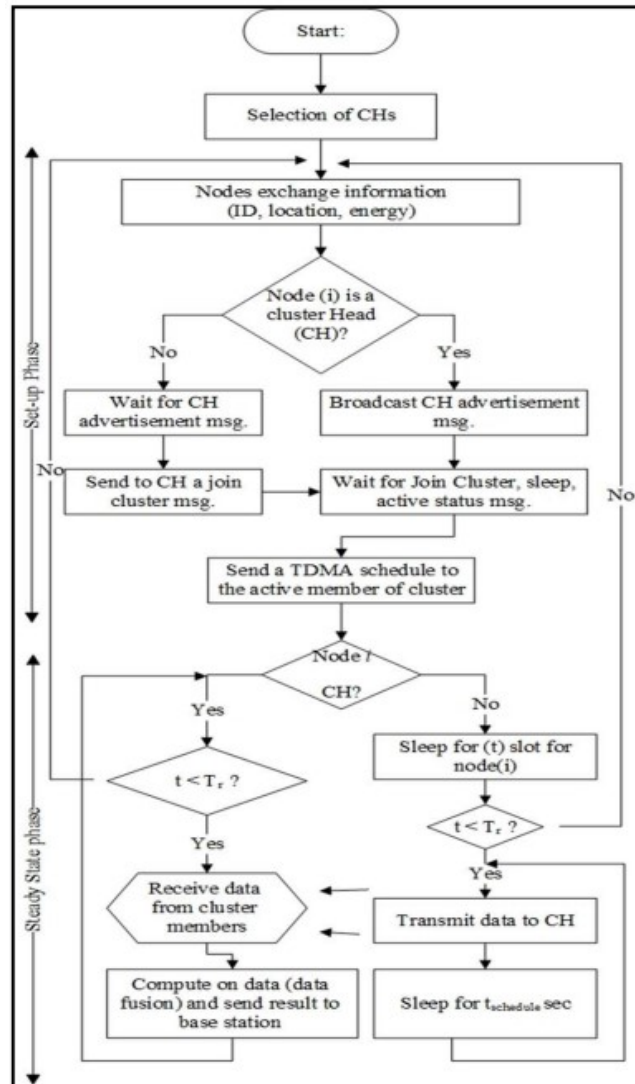 Start:
Selection of CHs
Nodes exchange information
(ID, location, energy)
Node (i) is a
cluster Head
(CH)?
No
Yes
Wait for CH
advertisement msg.
Broadcast CH advertisement
msg.
Set-up Phase
No
Send to CH a join
cluster msg.
Wait for Join Cluster, sleep,
active status msg.
No
Send a TDMA schedule to
the active member of cluster
Node i
CH?
Yes
No
Sleep for (t) slot for
node(i)
t < Tr ?
t < Tr ?
Yes
Yes
Steady State phase
Receive data
from cluster
members
Transmit data to CH
Compute on data (data
fusion) and send result to
base station
Sleep for tschedule sec